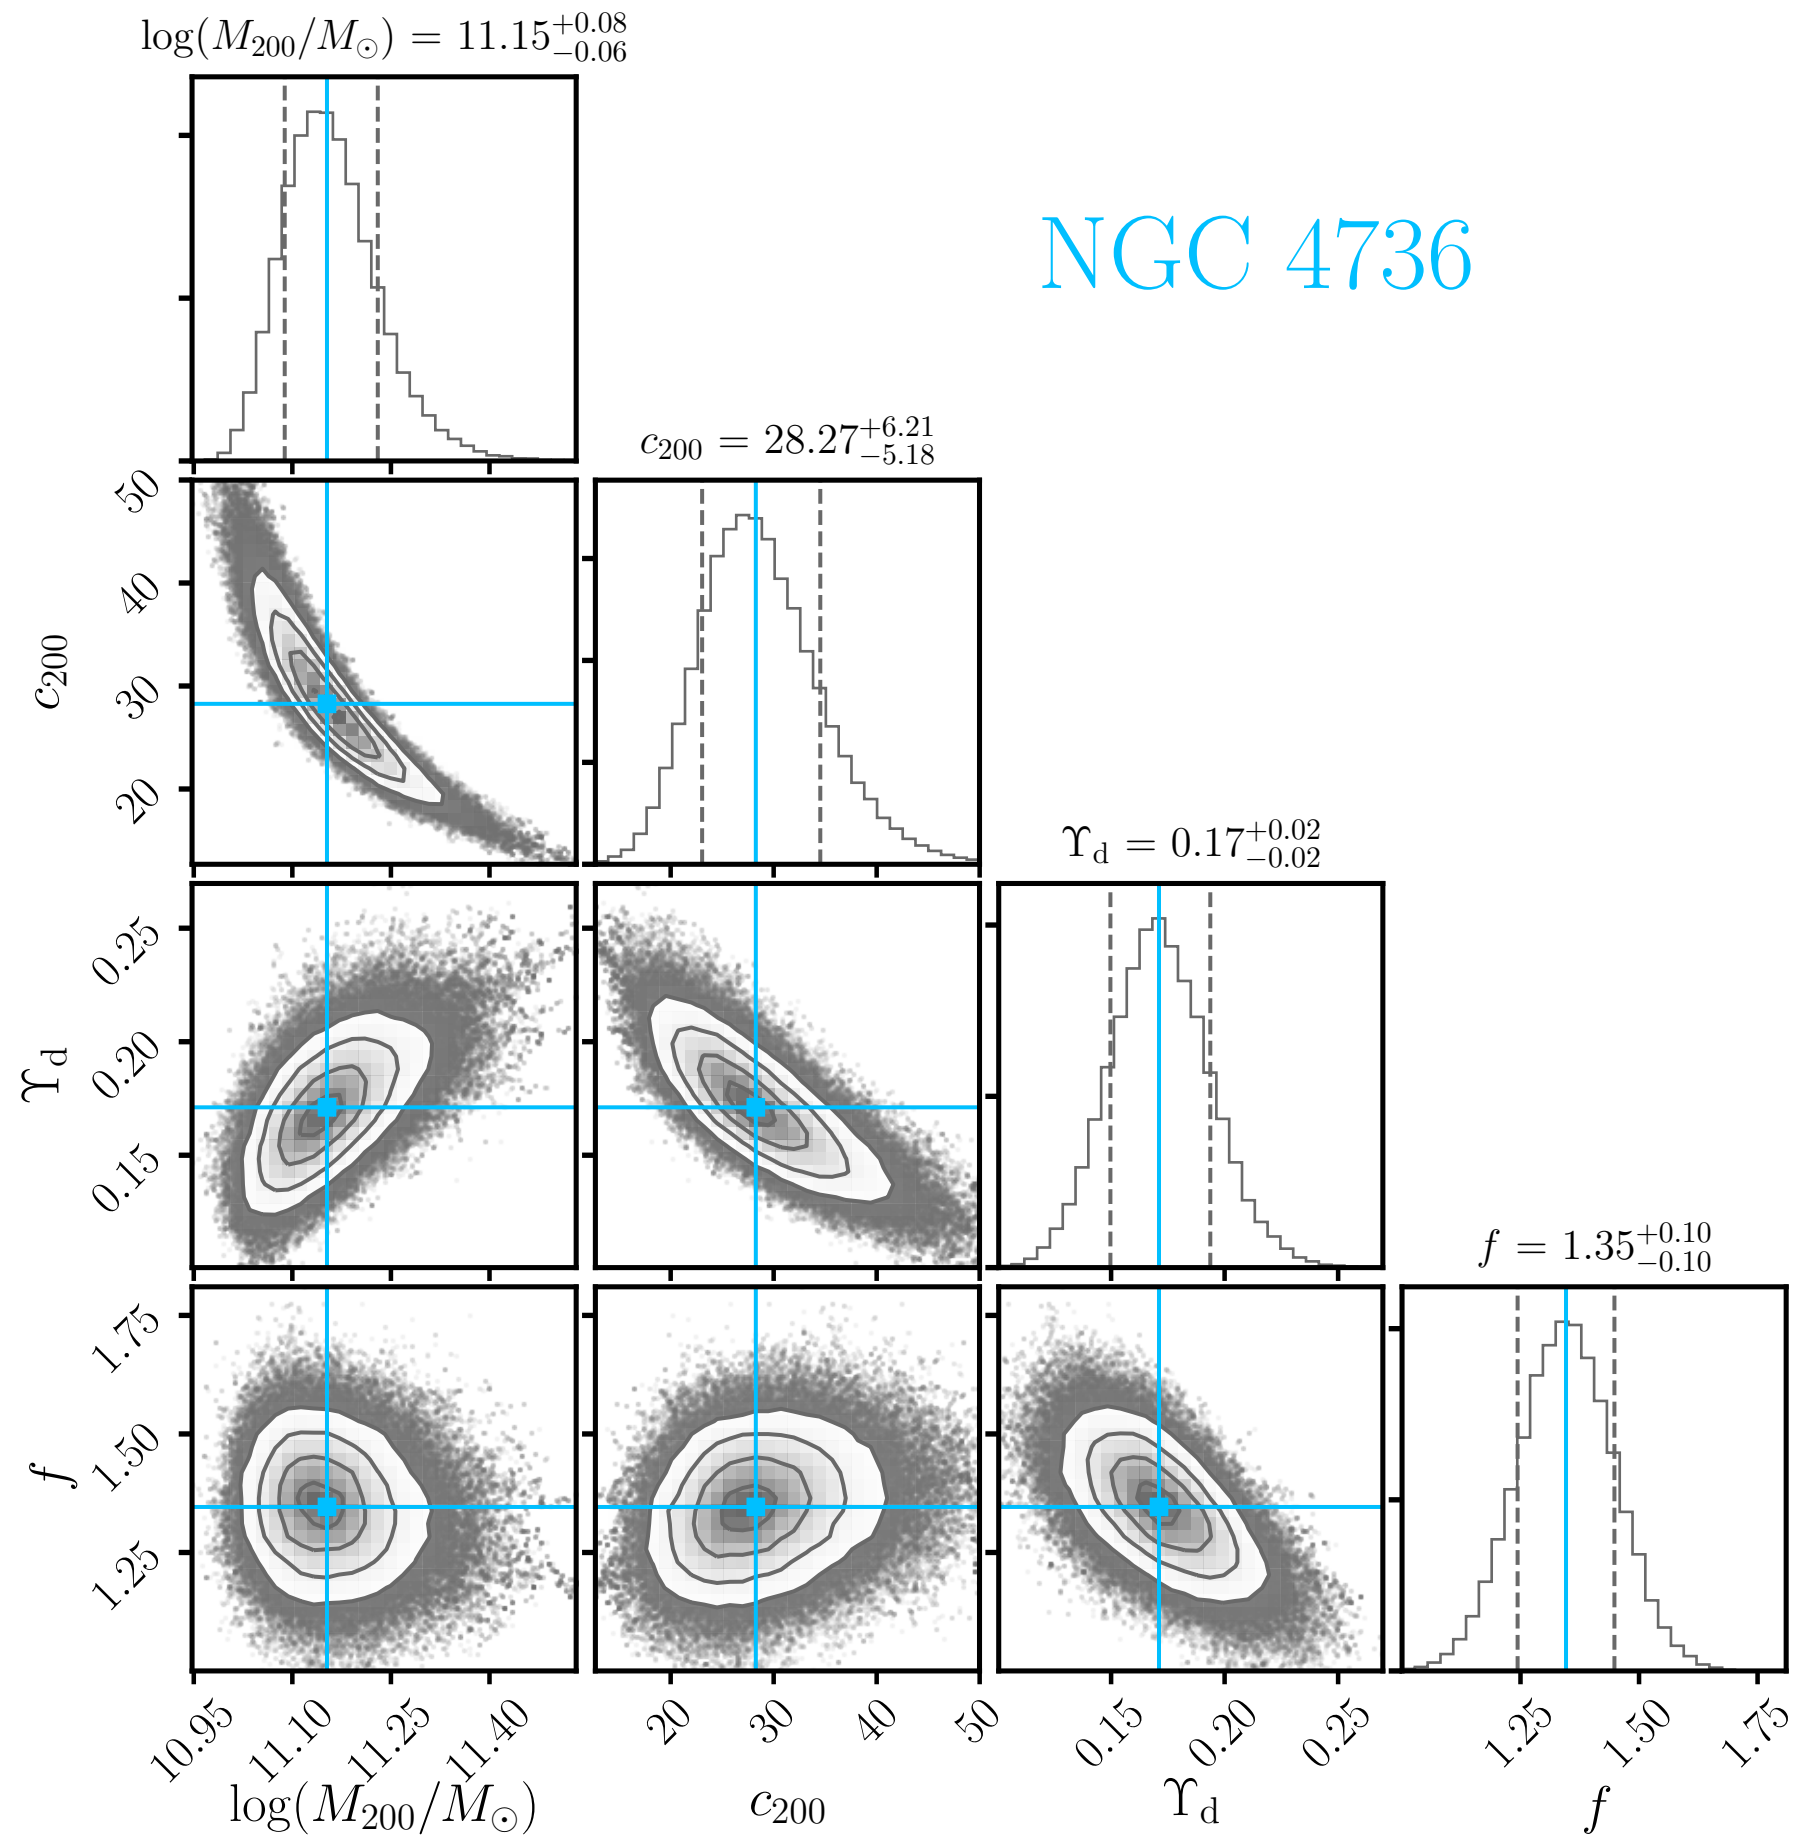 log(M₂₀₀/M⊙) = 11.15+0.08−0.06
NGC 4736
c₂₀₀ = 28.27+6.21−5.18
50
40
30
20
c₂₀₀
ϒd = 0.17+0.02−0.02
0.25
0.20
0.15
ϒd
f = 1.35+0.10−0.10
1.75
1.50
1.25
f
10.95 11.10 11.25 11.40 20 30 40 50 0.15 0.20 0.25 1.25 1.50 1.75
log(M₂₀₀/M⊙) c₂₀₀ ϒd f